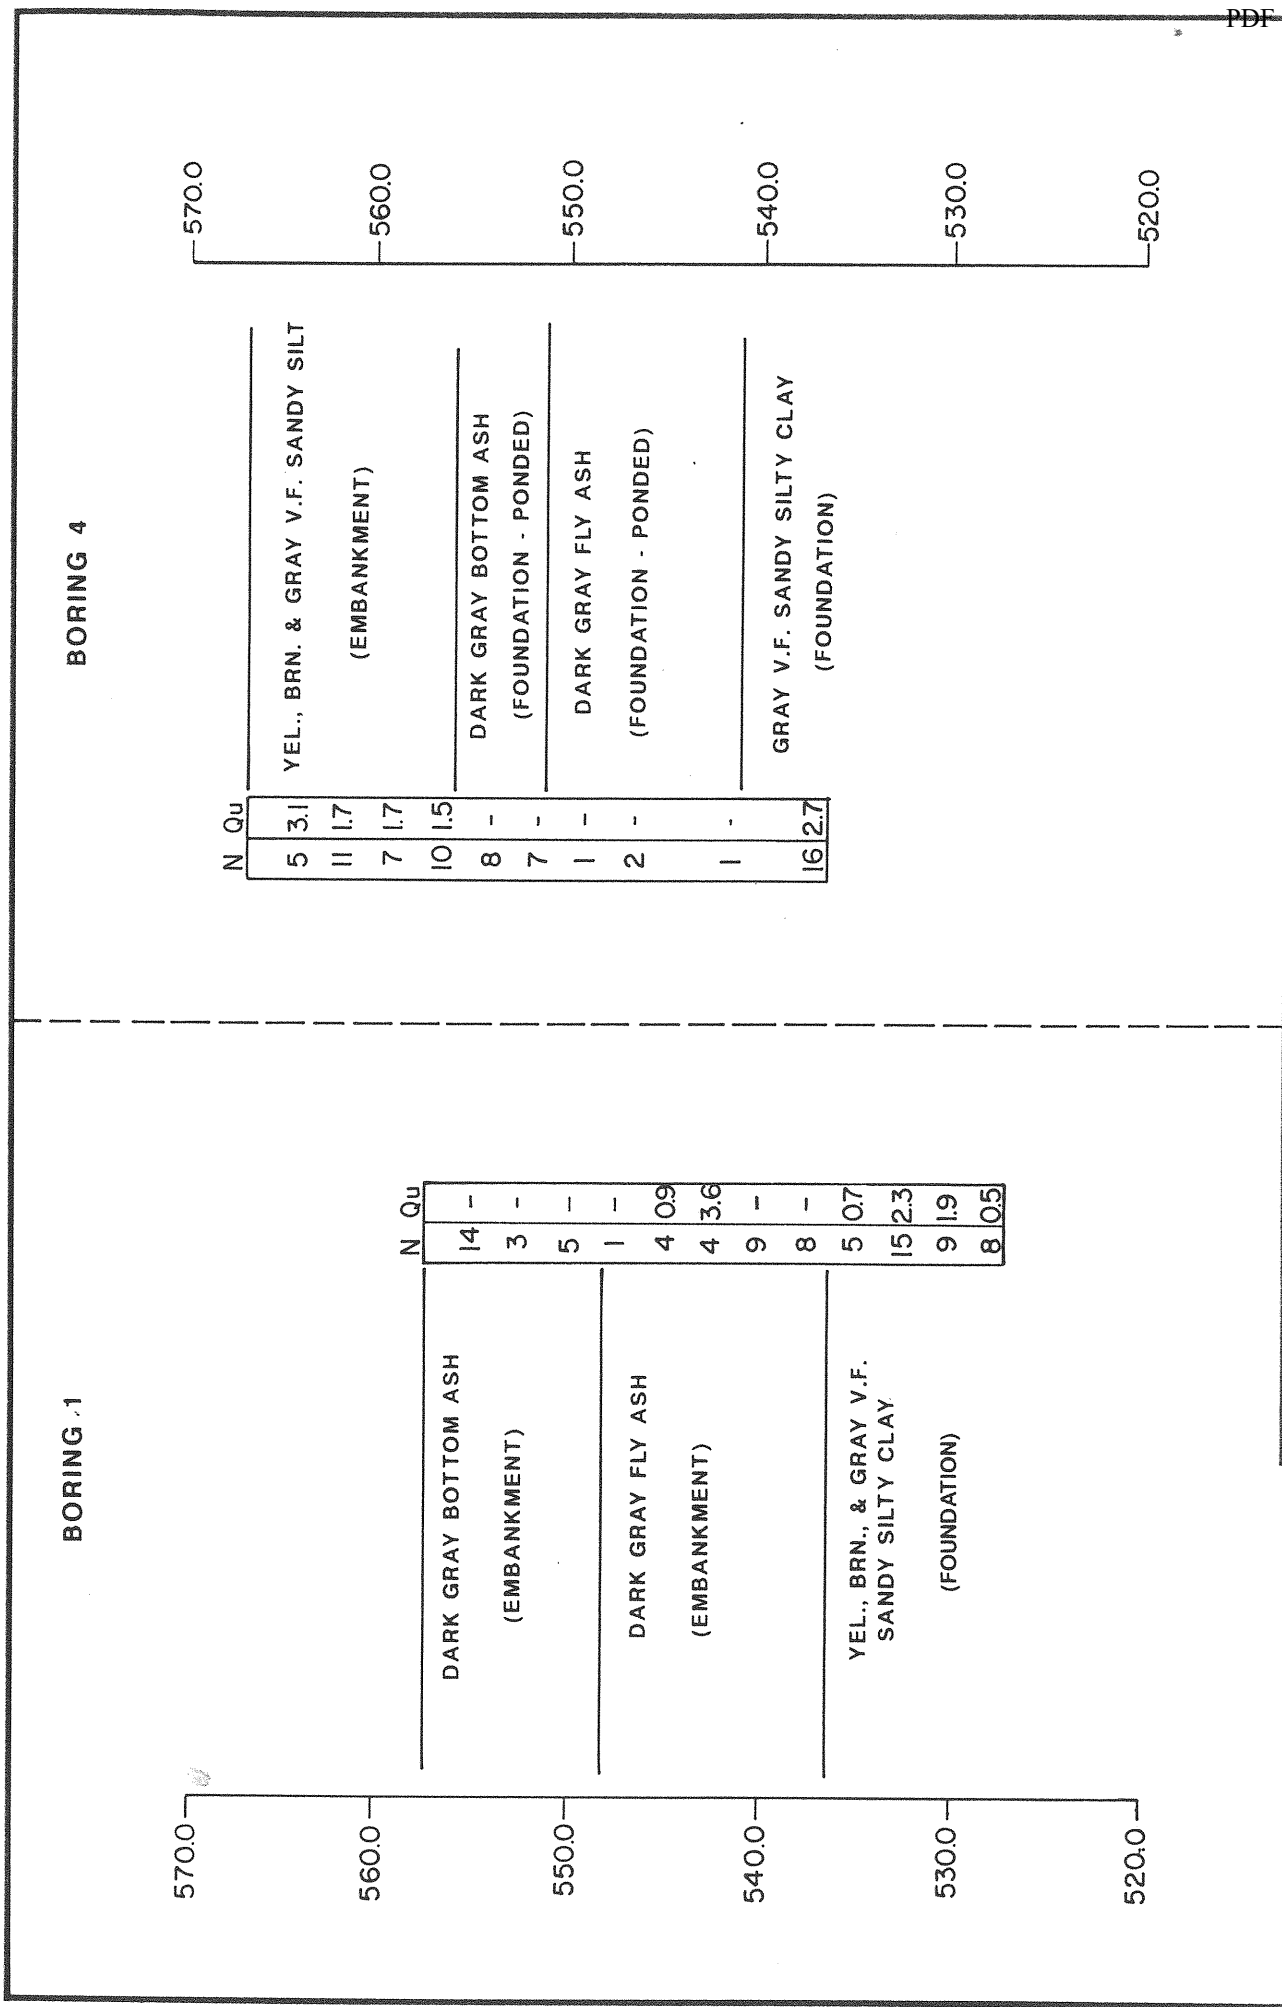 PDF
BORING 1
570.0
560.0
550.0
540.0
530.0
520.0
DARK GRAY BOTTOM ASH
(EMBANKMENT)
DARK GRAY FLY ASH
(EMBANKMENT)
YEL., BRN., & GRAY V.F.
SANDY SILTY CLAY
(FOUNDATION)
N Qu
14 -
3 -
5 -
1 -
4 0.9
4 3.6
9 -
8 -
5 0.7
15 2.3
9 1.9
8 0.5
BORING 4
N Qu
5 3.1
11 1.7
7 1.7
10 1.5
8 -
7 -
1 -
2 -
1 -
16 2.7
YEL., BRN. & GRAY V.F. SANDY SILT
(EMBANKMENT)
DARK GRAY BOTTOM ASH
(FOUNDATION - PONDED)
DARK GRAY FLY ASH
(FOUNDATION - PONDED)
GRAY V.F. SANDY SILTY CLAY
(FOUNDATION)
570.0
560.0
550.0
540.0
530.0
520.0